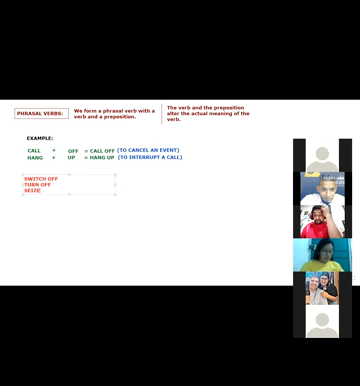 PHRASAL VERBS:
We form a phrasal verb with a
verb and a preposition.
The verb and the preposition
alter the actual meaning of the
verb.
EXAMPLE:
CALL + OFF = CALL OFF (TO CANCEL AN EVENT)
HANG + UP = HANG UP (TO INTERRUPT A CALL)
SWITCH OFF
TURN OFF
SEIZE